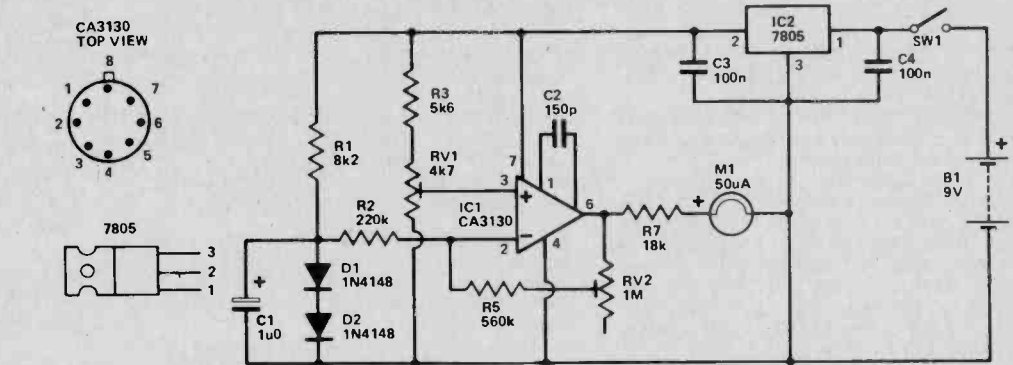 CA3130
TOP VIEW
8
1
7
2
6
3
5
4
7805
3
2
1
C1
1u0
+
R1
8k2
D1
1N4148
D2
1N4148
R2
220k
R3
5k6
RV1
4k7
R5
560k
IC1
CA3130
7
3
+
1
2
−
4
6
C2
150p
R7
18k
RV2
1M
+
M1
50uA
C3
100n
2
IC2
7805
1
3
C4
100n
SW1
B1
9V
+